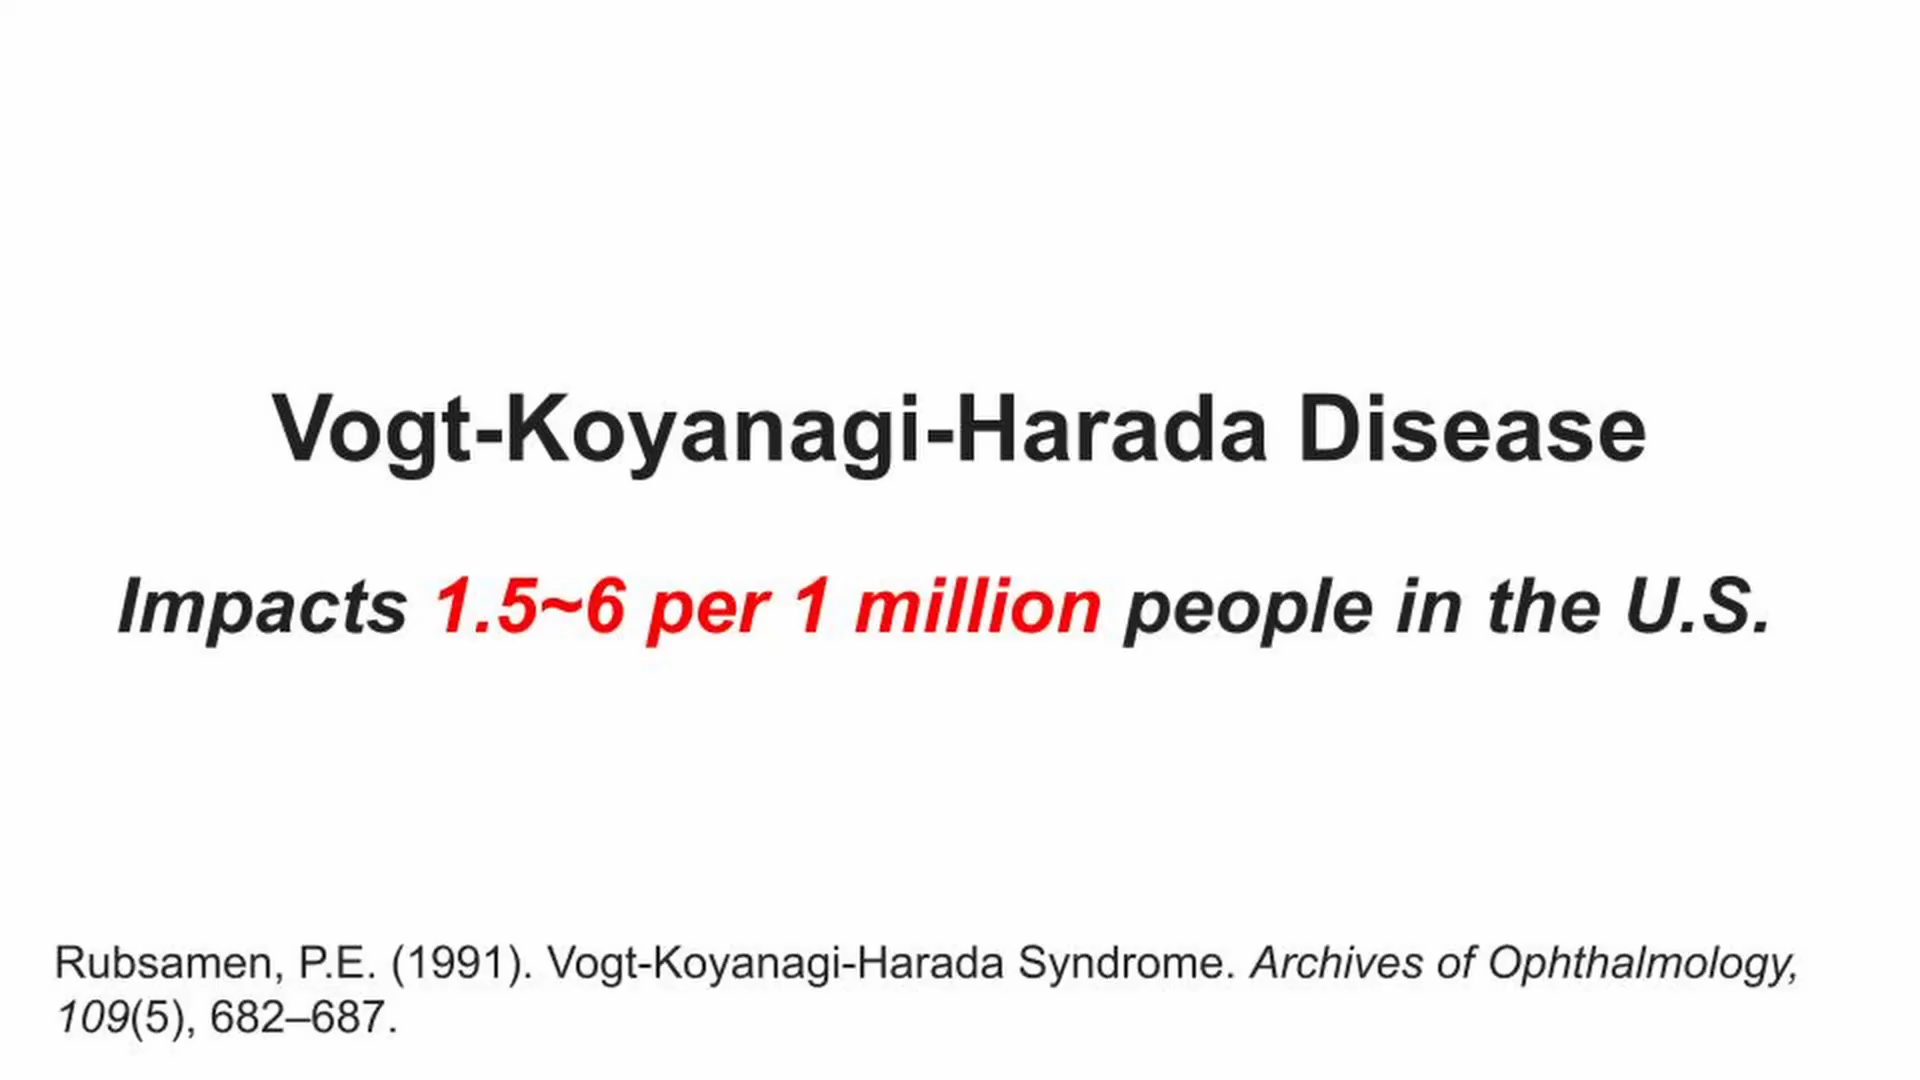 Vogt-Koyanagi-Harada Disease
Impacts 1.5~6 per 1 million people in the U.S.
Rubsamen, P.E. (1991). Vogt-Koyanagi-Harada Syndrome. Archives of Ophthalmology,
109(5), 682–687.